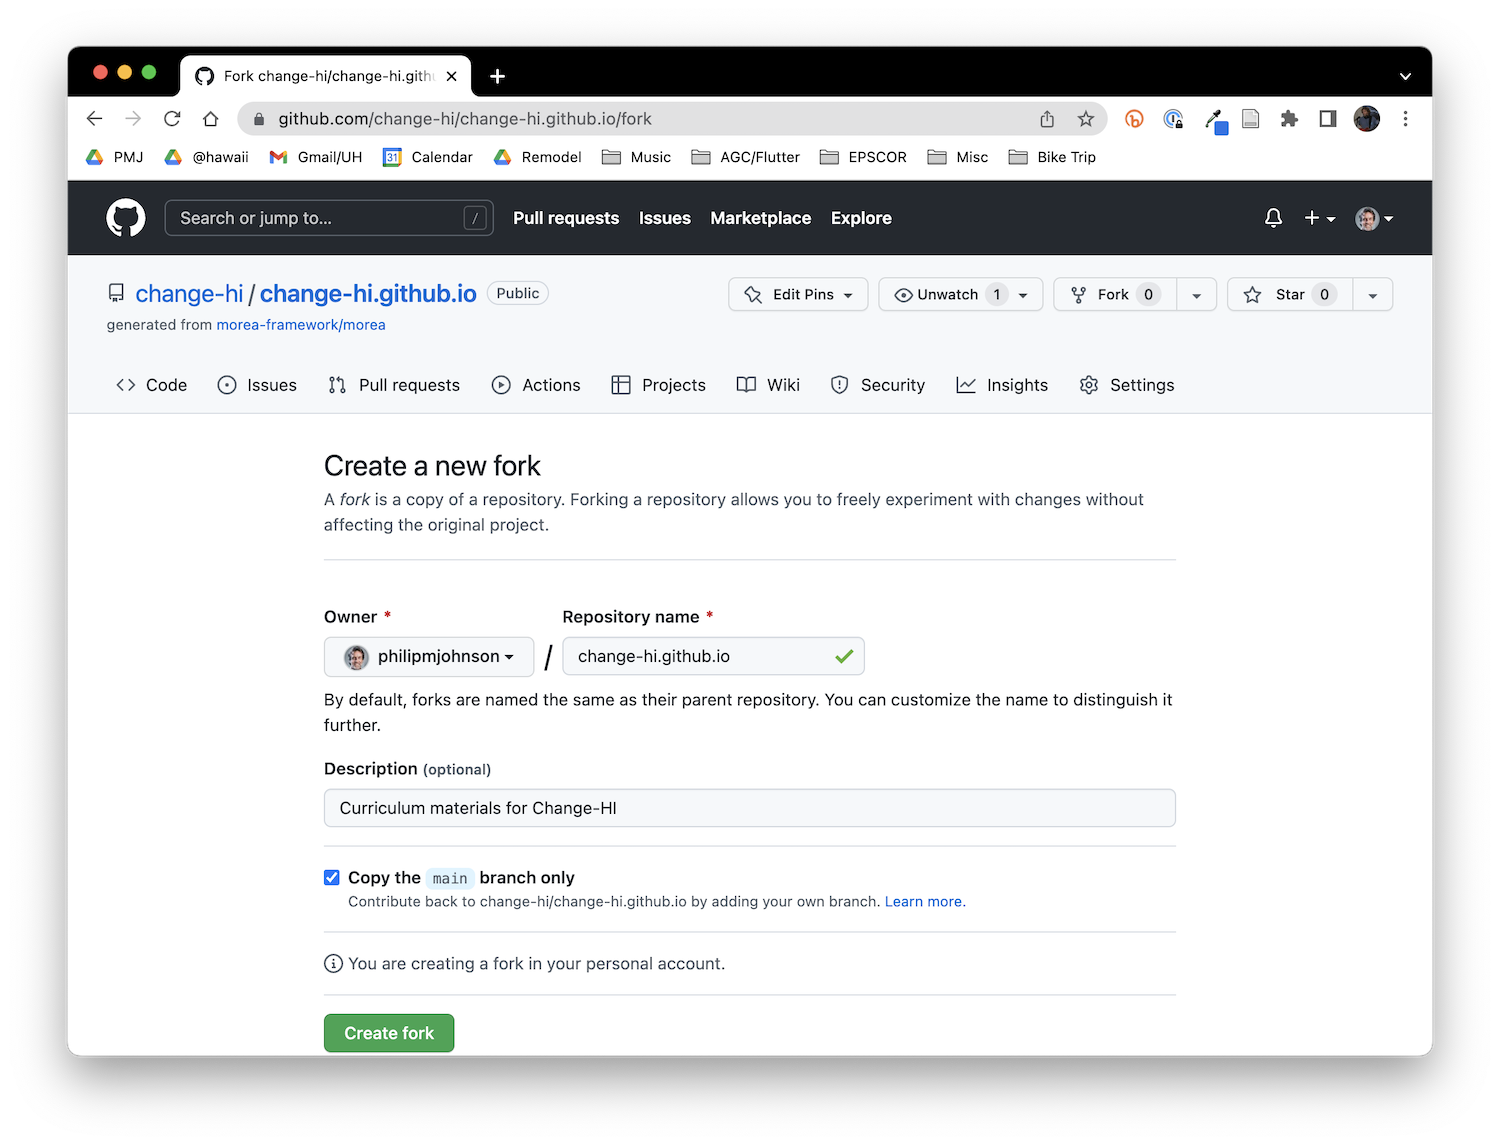 Fork change-hi/change-hi.gith
github.com/change-hi/change-hi.github.io/fork
PMJ @hawaii Gmail/UH 31 Calendar Remodel Music AGC/Flutter EPSCOR Misc Bike Trip
Search or jump to... / Pull requests Issues Marketplace Explore
change-hi / change-hi.github.io Public Edit Pins Unwatch 1 Fork 0 Star 0
generated from morea-framework/morea
Code Issues Pull requests Actions Projects Wiki Security Insights Settings
Create a new fork
A fork is a copy of a repository. Forking a repository allows you to freely experiment with changes without
affecting the original project.
Owner * Repository name *
philipmjohnson / change-hi.github.io
By default, forks are named the same as their parent repository. You can customize the name to distinguish it
further.
Description (optional)
Curriculum materials for Change-HI
Copy the main branch only
Contribute back to change-hi/change-hi.github.io by adding your own branch. Learn more.
You are creating a fork in your personal account.
Create fork